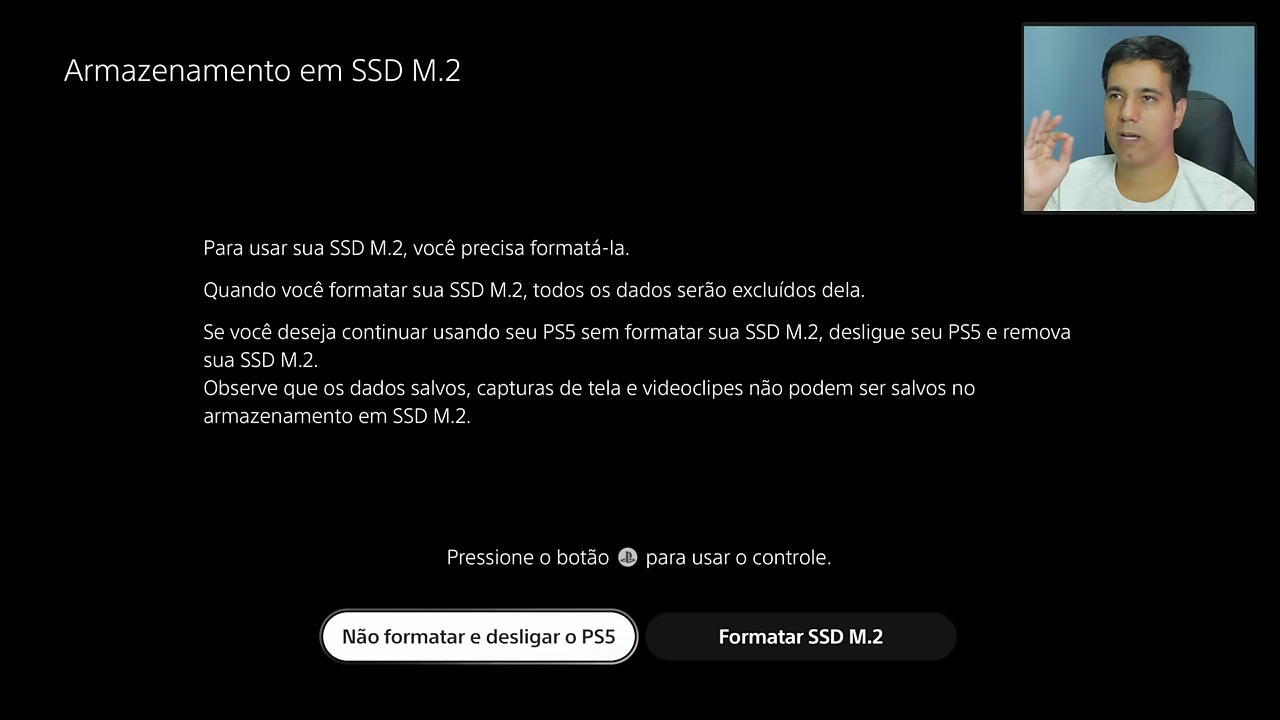 Armazenamento em SSD M.2
Para usar sua SSD M.2, você precisa formatá-la.
Quando você formatar sua SSD M.2, todos os dados serão excluídos dela.
Se você deseja continuar usando seu PS5 sem formatar sua SSD M.2, desligue seu PS5 e remova
sua SSD M.2.
Observe que os dados salvos, capturas de tela e videoclipes não podem ser salvos no
armazenamento em SSD M.2.
Pressione o botão para usar o controle.
Não formatar e desligar o PS5
Formatar SSD M.2